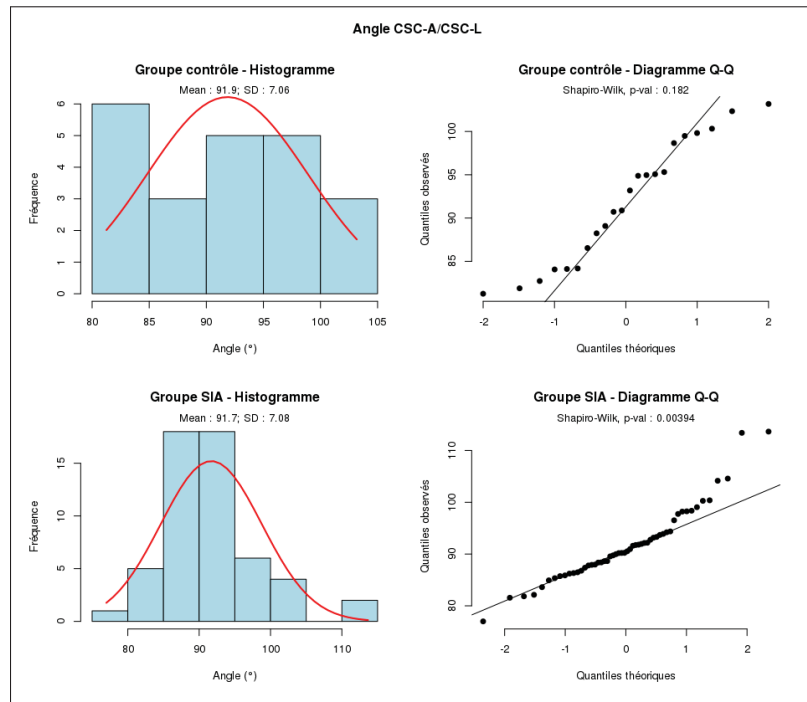 Angle CSC-A/CSC-L
Groupe contrôle - Histogramme
Mean : 91.9; SD : 7.06
Fréquence
0
1
2
3
4
5
6
80
85
90
95
100
105
Angle (°)
Groupe contrôle - Diagramme Q-Q
Shapiro-Wilk, p-val : 0.182
Quantiles observés
85
90
95
100
-2
-1
0
1
2
Quantiles théoriques
Groupe SIA - Histogramme
Mean : 91.7; SD : 7.08
Fréquence
0
5
10
15
80
90
100
110
Angle (°)
Groupe SIA - Diagramme Q-Q
Shapiro-Wilk, p-val : 0.00394
Quantiles observés
80
90
100
110
-2
-1
0
1
2
Quantiles théoriques